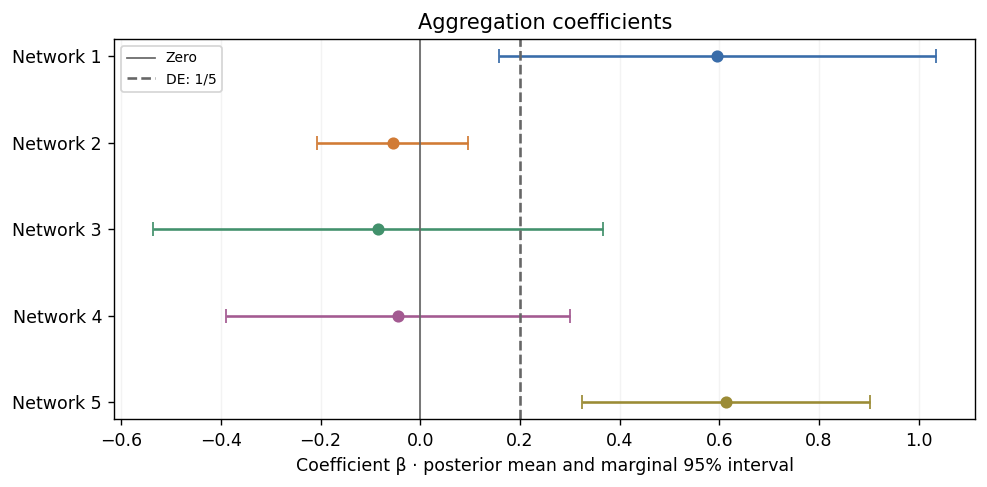 Aggregation coefficients
Zero
DE: 1/5
Network 1
Network 2
Network 3
Network 4
Network 5
−0.6 −0.4 −0.2 0.0 0.2 0.4 0.6 0.8 1.0
Coefficient β · posterior mean and marginal 95% interval